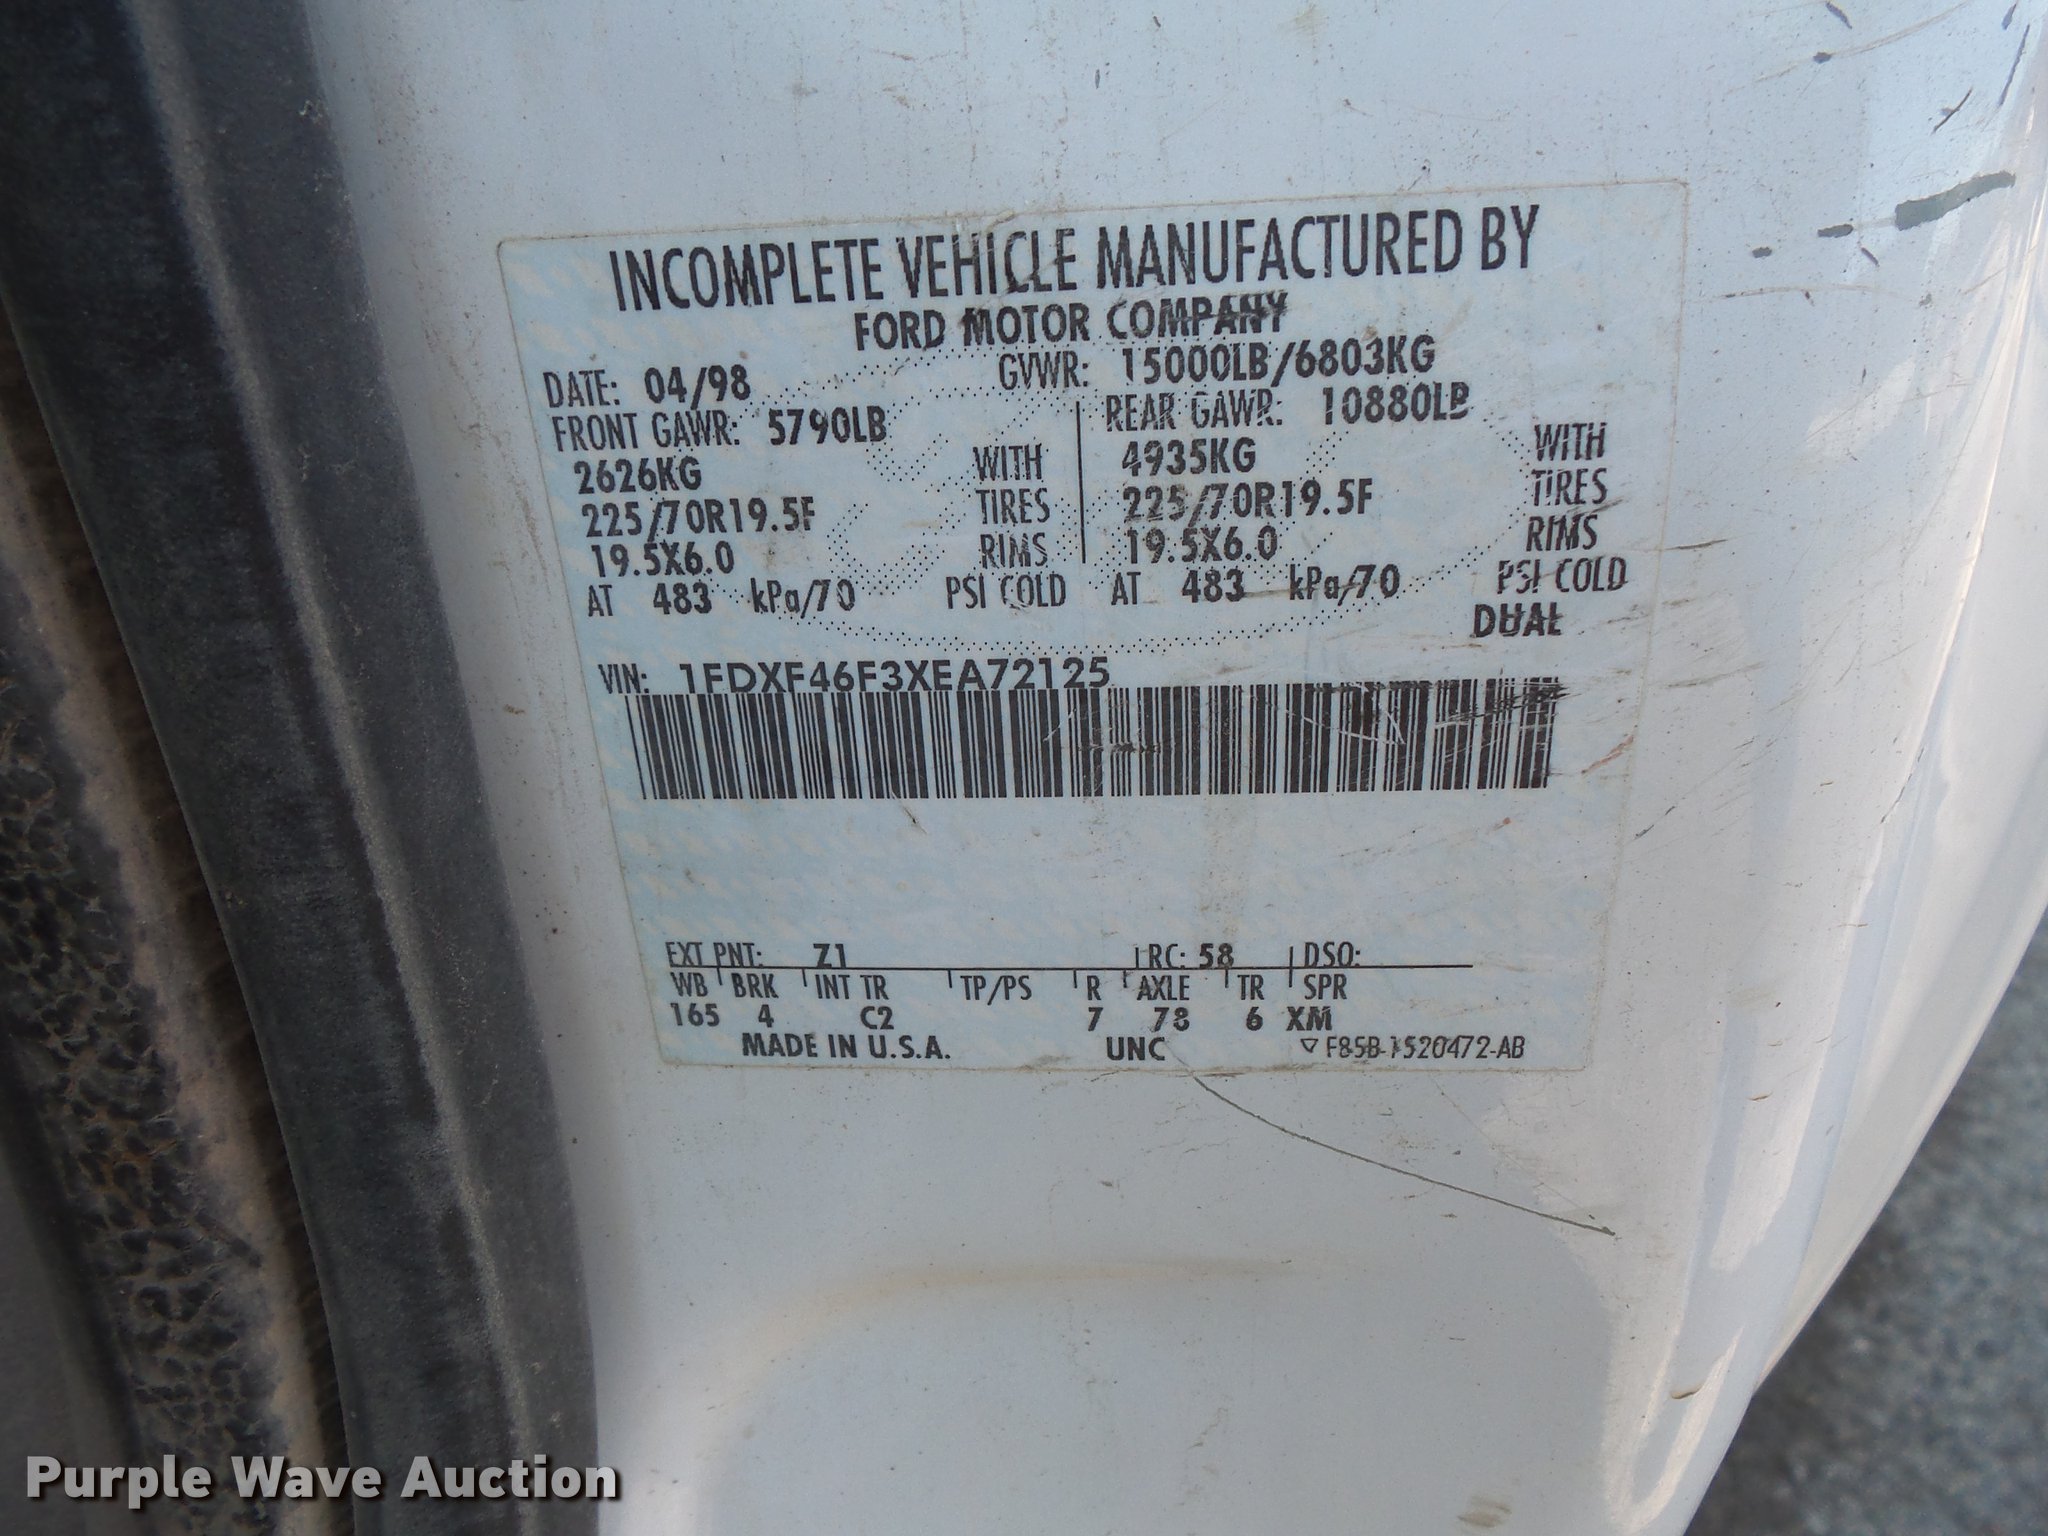 INCOMPLETE VEHICLE MANUFACTURED BY
FORD MOTOR COMPANY
DATE: 04/98 GVWR: 15000LB/6803KG
FRONT GAWR: 5790LB REAR GAWR: 10880LB
2626KG WITH 4935KG WITH
225/70R19.5F TIRES 225/70R19.5F TIRES
19.5X6.0 RIMS 19.5X6.0 RIMS
AT 483 kPa/70 PSI COLD AT 483 kPa/70 PSI COLD
DUAL
VIN: 1FDXF46F3XEA72125
EXT PNT: Z1 RC: 58 DSO:
WB BRK INT TR TP/PS R AXLE TR SPR
165 4 C2 7 78 6 XM
MADE IN U.S.A. UNC F85B-1520472-AB
Purple Wave Auction